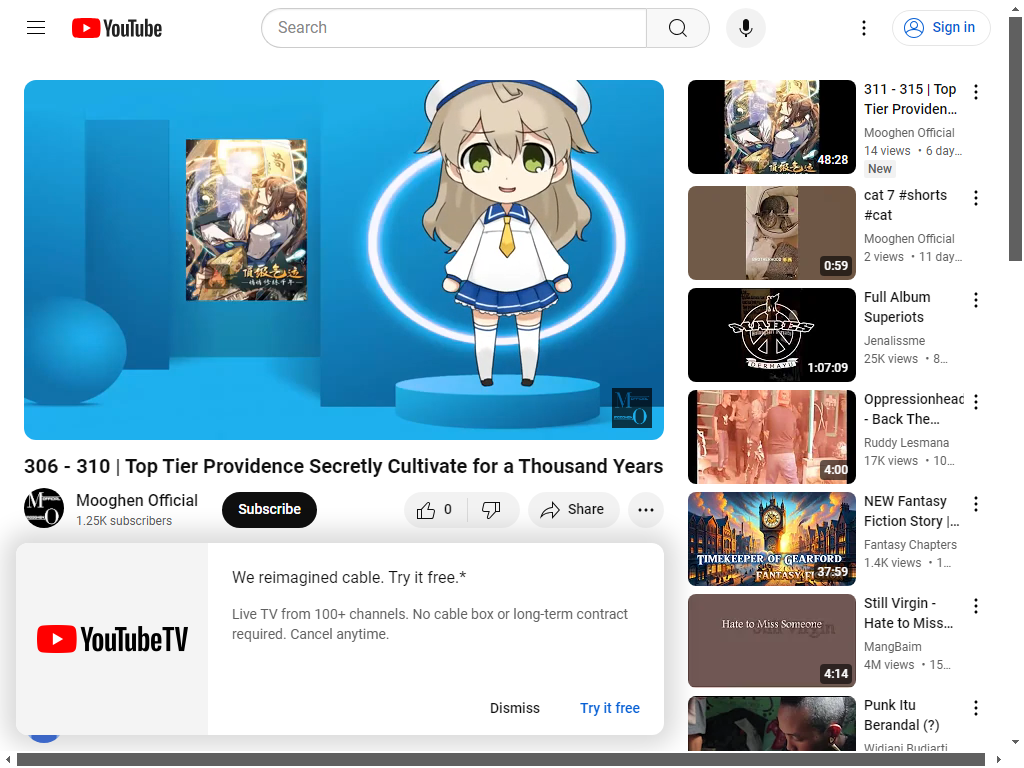 YouTube
Search
Sign in
306 - 310 | Top Tier Providence Secretly Cultivate for a Thousand Years
Mooghen Official
1.25K subscribers
Subscribe
0
Share
We reimagined cable. Try it free.*
Live TV from 100+ channels. No cable box or long-term contract
required. Cancel anytime.
YouTubeTV
Dismiss
Try it free
311 - 315 | Top
Tier Providen...
Mooghen Official
14 views • 6 day...
New
48:28
cat 7 #shorts
#cat
Mooghen Official
2 views • 11 day...
0:59
Full Album
Superiots
Jenalissme
25K views • 8...
1:07:09
Oppressionhead
- Back The...
Ruddy Lesmana
17K views • 10...
4:00
NEW Fantasy
Fiction Story |...
Fantasy Chapters
1.4K views • 1...
TIMEKEEPER OF GEARFORD
37:59
Still Virgin -
Hate to Miss...
MangBaim
4M views • 15...
Hate to Miss Someone
4:14
Punk Itu
Berandal (?)
Widiani Budiarti